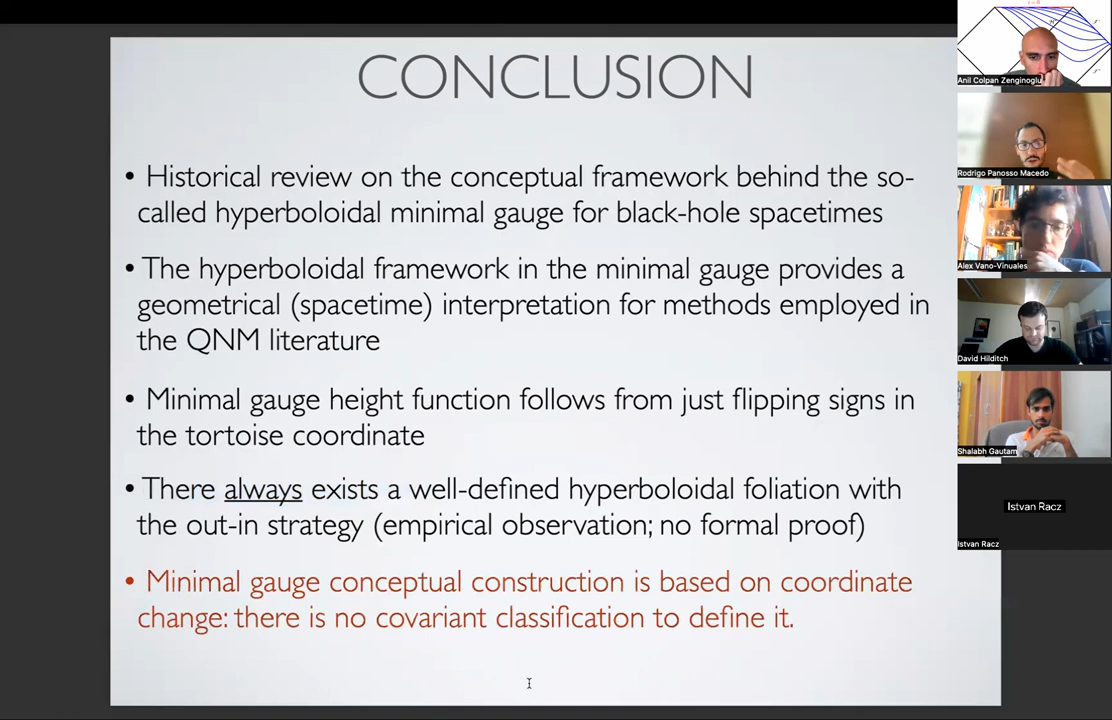 CONCLUSION
• Historical review on the conceptual framework behind the so-
called hyperboloidal minimal gauge for black-hole spacetimes
• The hyperboloidal framework in the minimal gauge provides a
geometrical (spacetime) interpretation for methods employed in
the QNM literature
• Minimal gauge height function follows from just flipping signs in
the tortoise coordinate
• There always exists a well-defined hyperboloidal foliation with
the out-in strategy (empirical observation; no formal proof)
• Minimal gauge conceptual construction is based on coordinate
change: there is no covariant classification to define it.
Anil Colpan Zenginoglu
Rodrigo Panosso Macedo
Alex Vano-Vinuales
David Hilditch
Shalabh Gautam
Istvan Racz
Istvan Racz